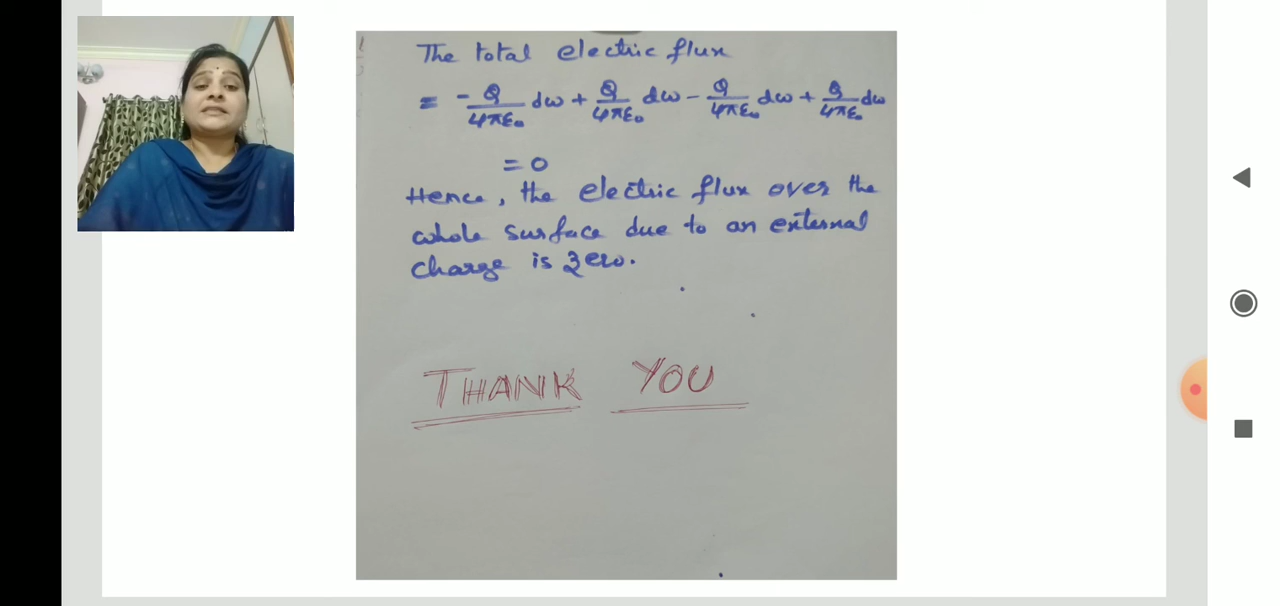 The total electric flux
= -Q/4πε₀ dω + Q/4πε₀ dω - Q/4πε₀ dω + Q/4πε₀ dω
= 0
Hence, the electric flux over the
whole surface due to an external
charge is zero.
THANK YOU